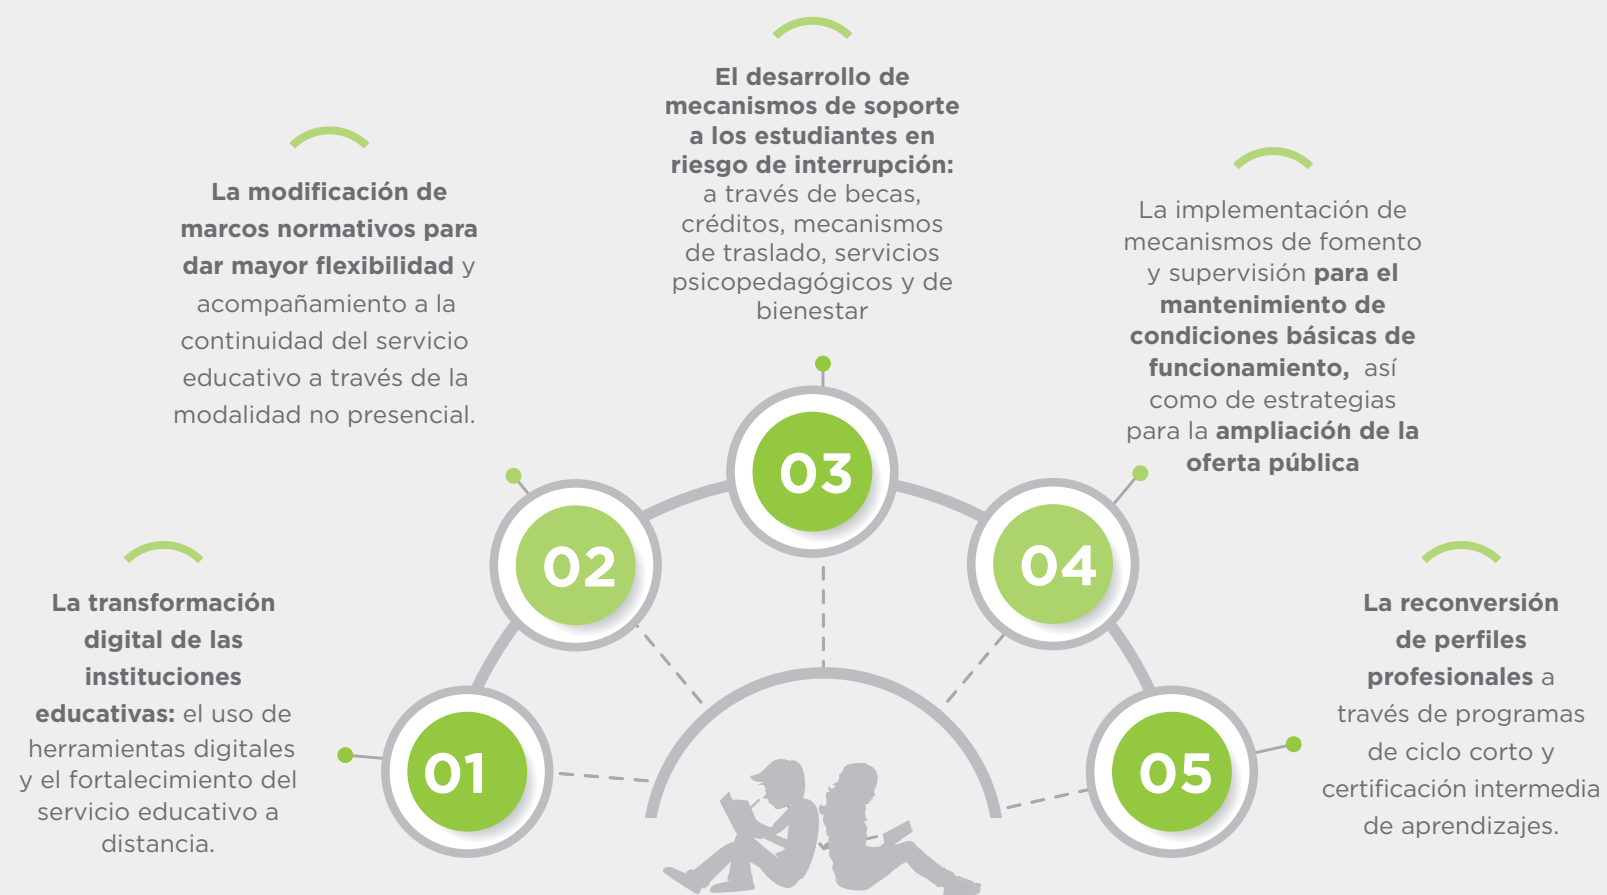 La transformación
digital de las
instituciones
educativas: el uso de
herramientas digitales
y el fortalecimiento del
servicio educativo a
distancia.
01
La modificación de
marcos normativos para
dar mayor flexibilidad y
acompañamiento a la
continuidad del servicio
educativo a través de la
modalidad no presencial.
02
El desarrollo de
mecanismos de soporte
a los estudiantes en
riesgo de interrupción:
a través de becas,
créditos, mecanismos
de traslado, servicios
psicopedagógicos y de
bienestar
03
La implementación de
mecanismos de fomento
y supervisión para el
mantenimiento de
condiciones básicas de
funcionamiento, así
como de estrategias
para la ampliación de la
oferta pública
04
La reconversión
de perfiles
profesionales a
través de programas
de ciclo corto y
certificación intermedia
de aprendizajes.
05